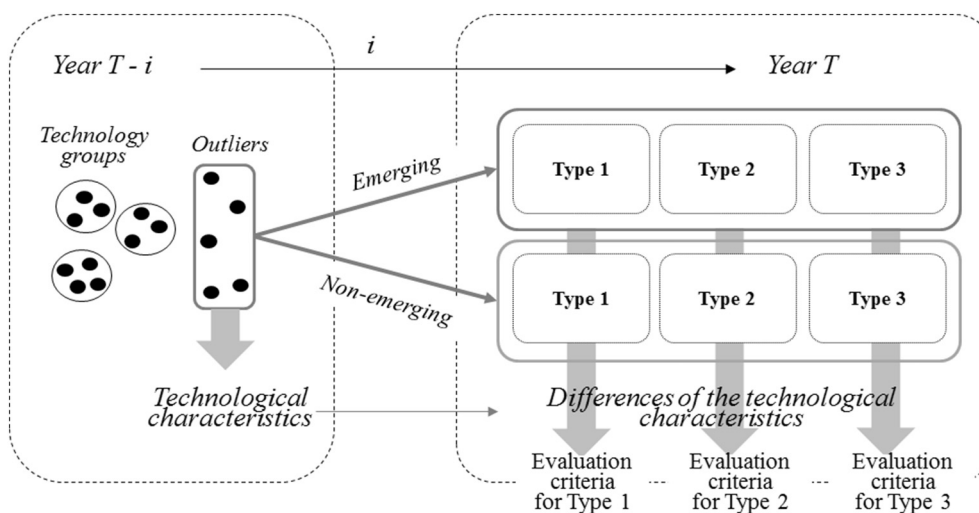 Year T - i
i
Year T
Technology
groups
Outliers
Emerging
Non-emerging
Type 1
Type 2
Type 3
Type 1
Type 2
Type 3
Technological
characteristics
Differences of the technological
characteristics
Evaluation
criteria
for Type 1
Evaluation
criteria
for Type 2
Evaluation
criteria
for Type 3